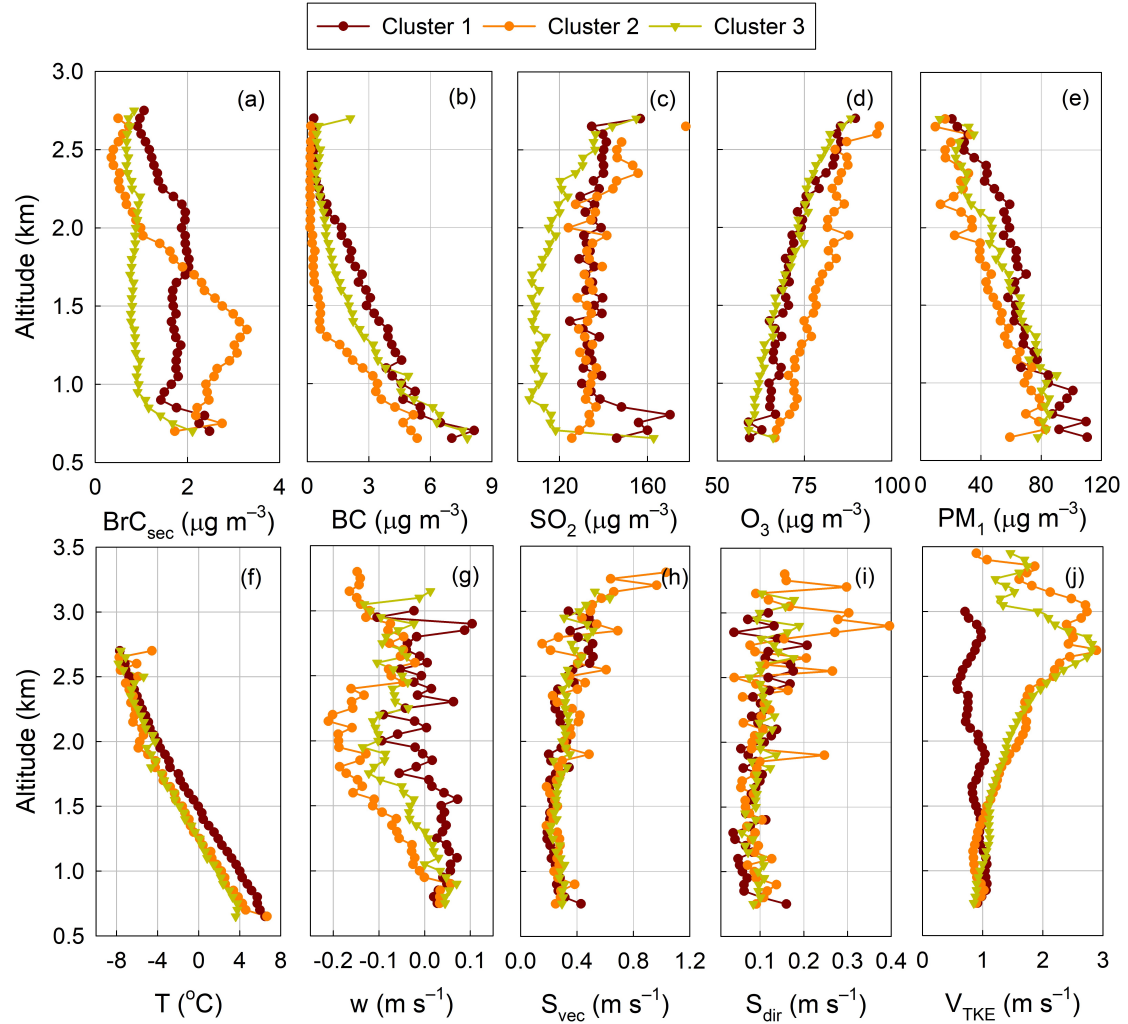 Cluster 1 Cluster 2 Cluster 3
(a) (b) (c) (d) (e)
3.0
2.5
2.0
1.5
1.0
0.5
Altitude (km)
0 2 4 0 3 6 9 100 130 160 50 75 100 0 40 80 120
BrC_sec (μg m⁻³) BC (μg m⁻³) SO₂ (μg m⁻³) O₃ (μg m⁻³) PM₁ (μg m⁻³)
(f) (g) (h) (i) (j)
3.5
3.0
2.5
2.0
1.5
1.0
0.5
Altitude (km)
-8 -4 0 4 8 -0.2 -0.1 0.0 0.1 0.0 0.4 0.8 1.2 0.1 0.2 0.3 0.4 0 1 2 3
T (°C) w (m s⁻¹) S_vec (m s⁻¹) S_dir (m s⁻¹) V_TKE (m s⁻¹)